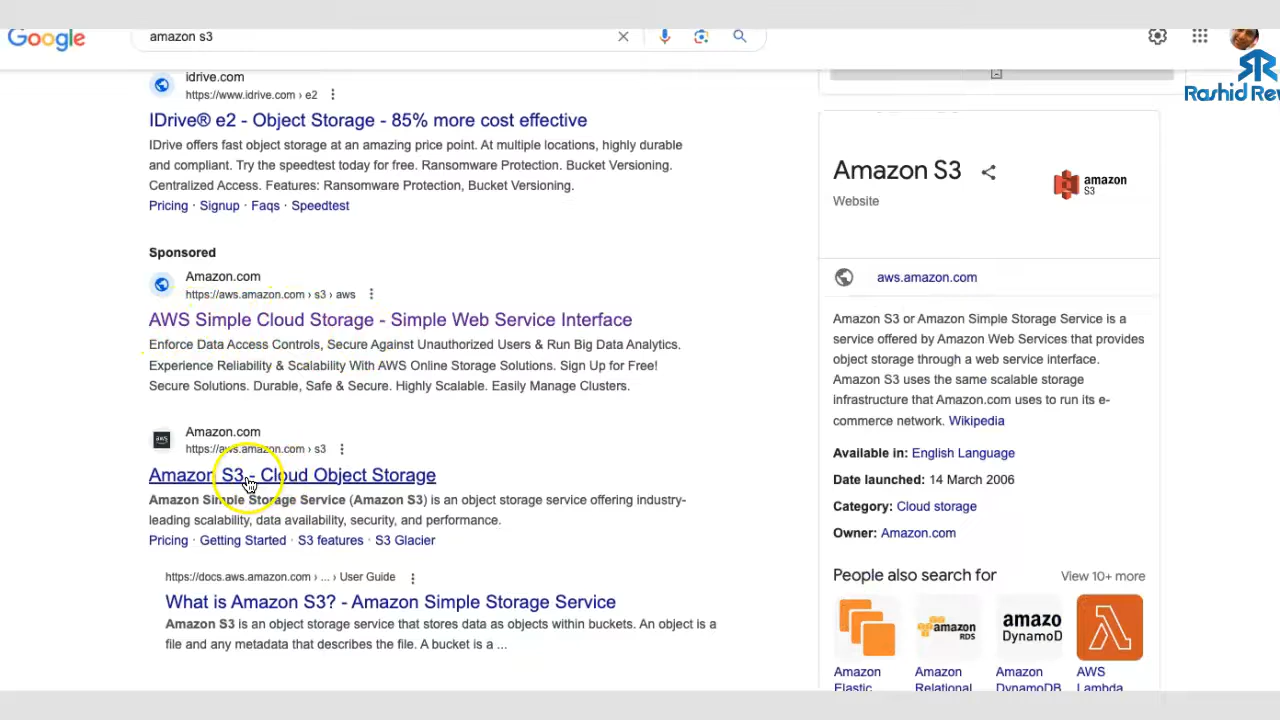 Google
amazon s3
Rashid Rev
idrive.com
https://www.idrive.com › e2
IDrive® e2 - Object Storage - 85% more cost effective
IDrive offers fast object storage at an amazing price point. At multiple locations, highly durable
and compliant. Try the speedtest today for free. Ransomware Protection. Bucket Versioning.
Centralized Access. Features: Ransomware Protection, Bucket Versioning.
Pricing · Signup · Faqs · Speedtest
Sponsored
Amazon.com
https://aws.amazon.com › s3 › aws
AWS Simple Cloud Storage - Simple Web Service Interface
Enforce Data Access Controls, Secure Against Unauthorized Users & Run Big Data Analytics.
Experience Reliability & Scalability With AWS Online Storage Solutions. Sign Up for Free!
Secure Solutions. Durable, Safe & Secure. Highly Scalable. Easily Manage Clusters.
aws
Amazon.com
https://aws.amazon.com › s3
Amazon S3 - Cloud Object Storage
Amazon Simple Storage Service (Amazon S3) is an object storage service offering industry-
leading scalability, data availability, security, and performance.
Pricing · Getting Started · S3 features · S3 Glacier
https://docs.aws.amazon.com › ... › User Guide
What is Amazon S3? - Amazon Simple Storage Service
Amazon S3 is an object storage service that stores data as objects within buckets. An object is a
file and any metadata that describes the file. A bucket is a ...
Amazon S3
Website
amazon
S3
aws.amazon.com
Amazon S3 or Amazon Simple Storage Service is a
service offered by Amazon Web Services that provides
object storage through a web service interface.
Amazon S3 uses the same scalable storage
infrastructure that Amazon.com uses to run its e-
commerce network. Wikipedia
Available in: English Language
Date launched: 14 March 2006
Category: Cloud storage
Owner: Amazon.com
People also search for
View 10+ more
amazon
RDS
amazo
DynamoD
Amazon
Elastic
Amazon
Relational
Amazon
DynamoDB
AWS
Lambda